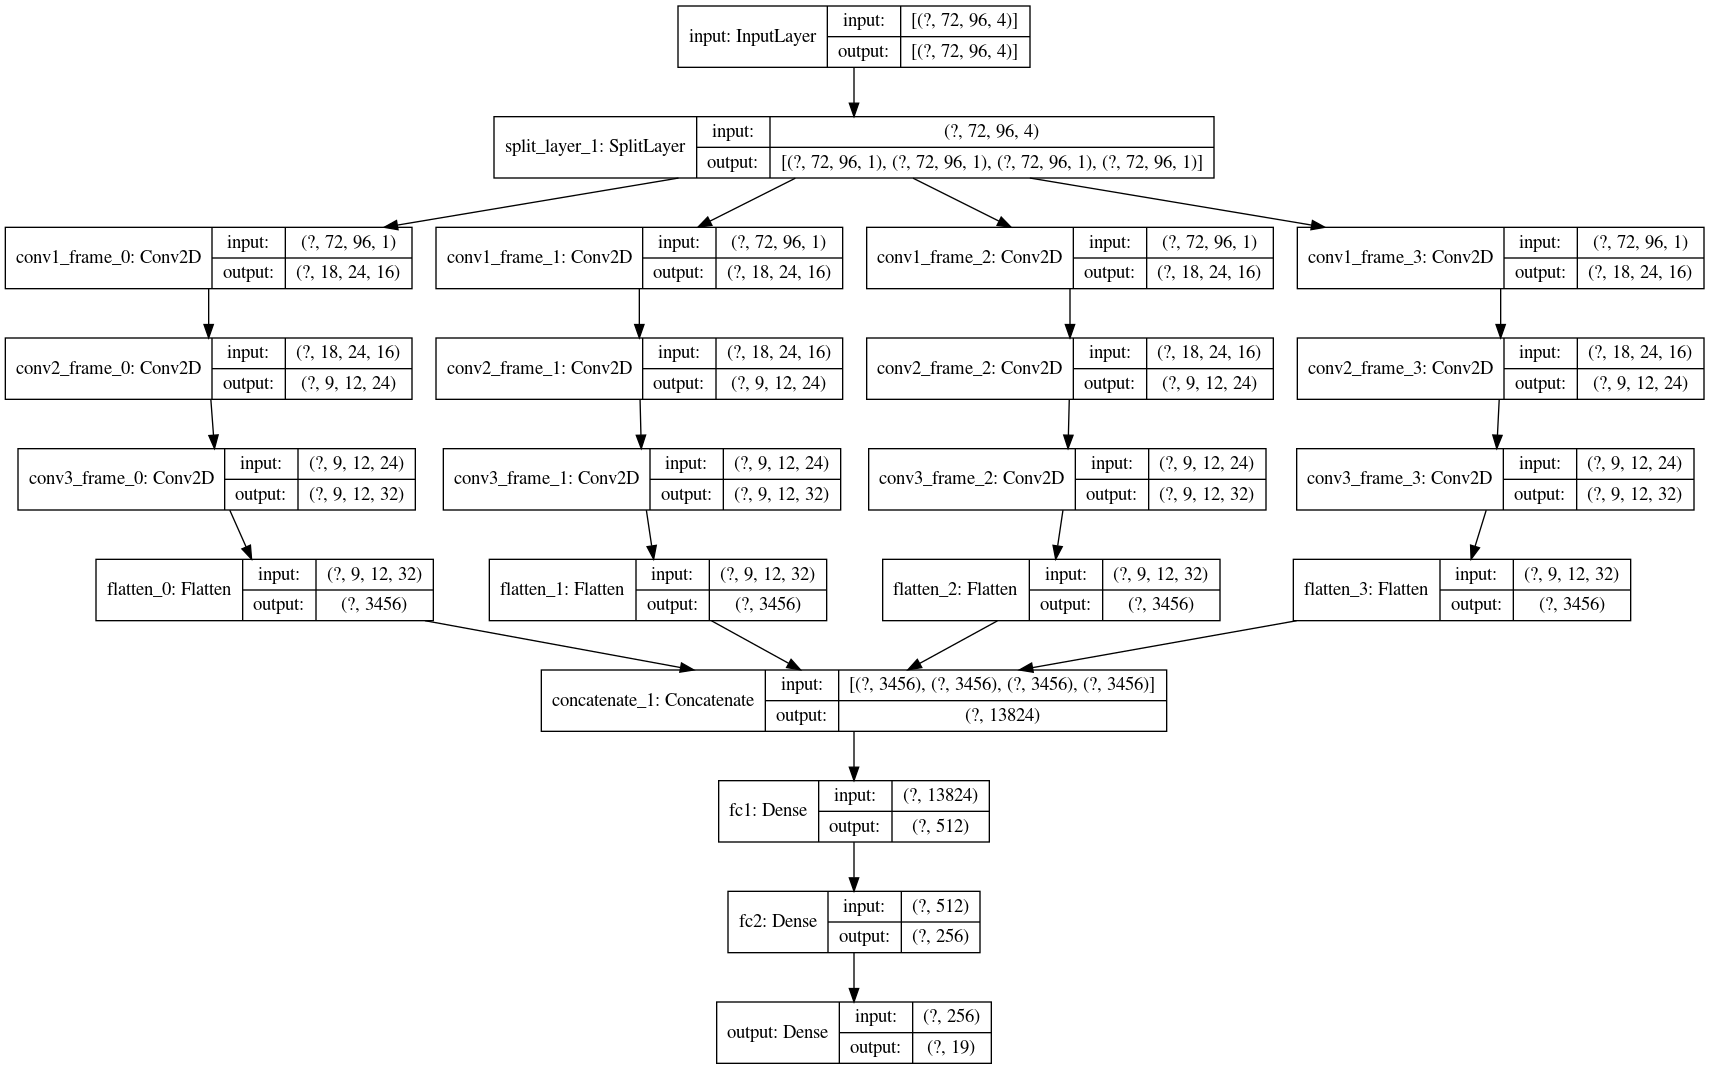 input: InputLayer
input: [(?, 72, 96, 4)]
output: [(?, 72, 96, 4)]
split_layer_1: SplitLayer
input: (?, 72, 96, 4)
output: [(?, 72, 96, 1), (?, 72, 96, 1), (?, 72, 96, 1), (?, 72, 96, 1)]
conv1_frame_0: Conv2D
input: (?, 72, 96, 1)
output: (?, 18, 24, 16)
conv1_frame_1: Conv2D
input: (?, 72, 96, 1)
output: (?, 18, 24, 16)
conv1_frame_2: Conv2D
input: (?, 72, 96, 1)
output: (?, 18, 24, 16)
conv1_frame_3: Conv2D
input: (?, 72, 96, 1)
output: (?, 18, 24, 16)
conv2_frame_0: Conv2D
input: (?, 18, 24, 16)
output: (?, 9, 12, 24)
conv2_frame_1: Conv2D
input: (?, 18, 24, 16)
output: (?, 9, 12, 24)
conv2_frame_2: Conv2D
input: (?, 18, 24, 16)
output: (?, 9, 12, 24)
conv2_frame_3: Conv2D
input: (?, 18, 24, 16)
output: (?, 9, 12, 24)
conv3_frame_0: Conv2D
input: (?, 9, 12, 24)
output: (?, 9, 12, 32)
conv3_frame_1: Conv2D
input: (?, 9, 12, 24)
output: (?, 9, 12, 32)
conv3_frame_2: Conv2D
input: (?, 9, 12, 24)
output: (?, 9, 12, 32)
conv3_frame_3: Conv2D
input: (?, 9, 12, 24)
output: (?, 9, 12, 32)
flatten_0: Flatten
input: (?, 9, 12, 32)
output: (?, 3456)
flatten_1: Flatten
input: (?, 9, 12, 32)
output: (?, 3456)
flatten_2: Flatten
input: (?, 9, 12, 32)
output: (?, 3456)
flatten_3: Flatten
input: (?, 9, 12, 32)
output: (?, 3456)
concatenate_1: Concatenate
input: [(?, 3456), (?, 3456), (?, 3456), (?, 3456)]
output: (?, 13824)
fc1: Dense
input: (?, 13824)
output: (?, 512)
fc2: Dense
input: (?, 512)
output: (?, 256)
output: Dense
input: (?, 256)
output: (?, 19)